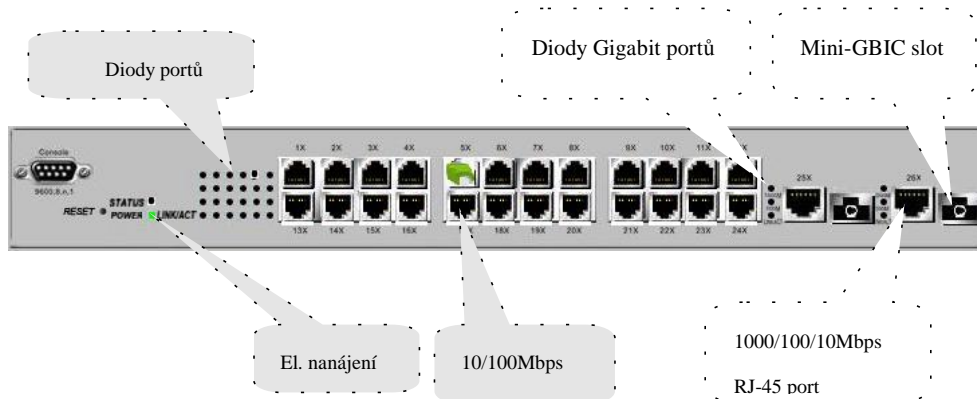 Diody portů
Diody Gigabit portů
Mini-GBIC slot
Console
9600.8.n.1
1X 2X 3X 4X 5X 6X 7X 8X 9X 10X 11X
25X 26X
STATUS
RESET POWER LINK/ACT
13X 14X 15X 16X 18X 19X 20X 21X 22X 23X 24X
El. nanájení
10/100Mbps
1000/100/10Mbps
RJ-45 port